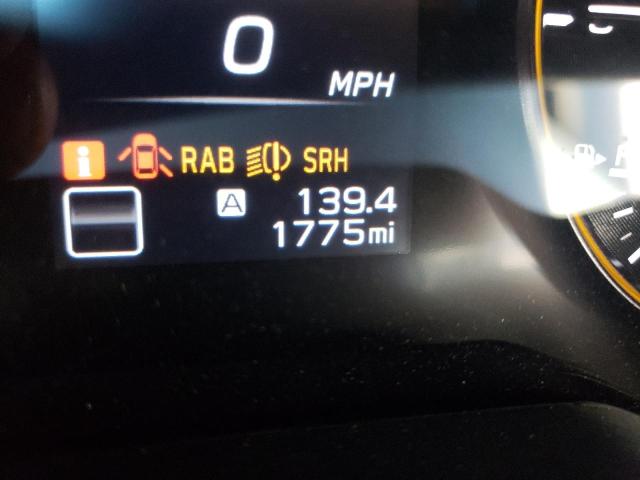 0
MPH
i RAB SRH
A 139.4
1775mi